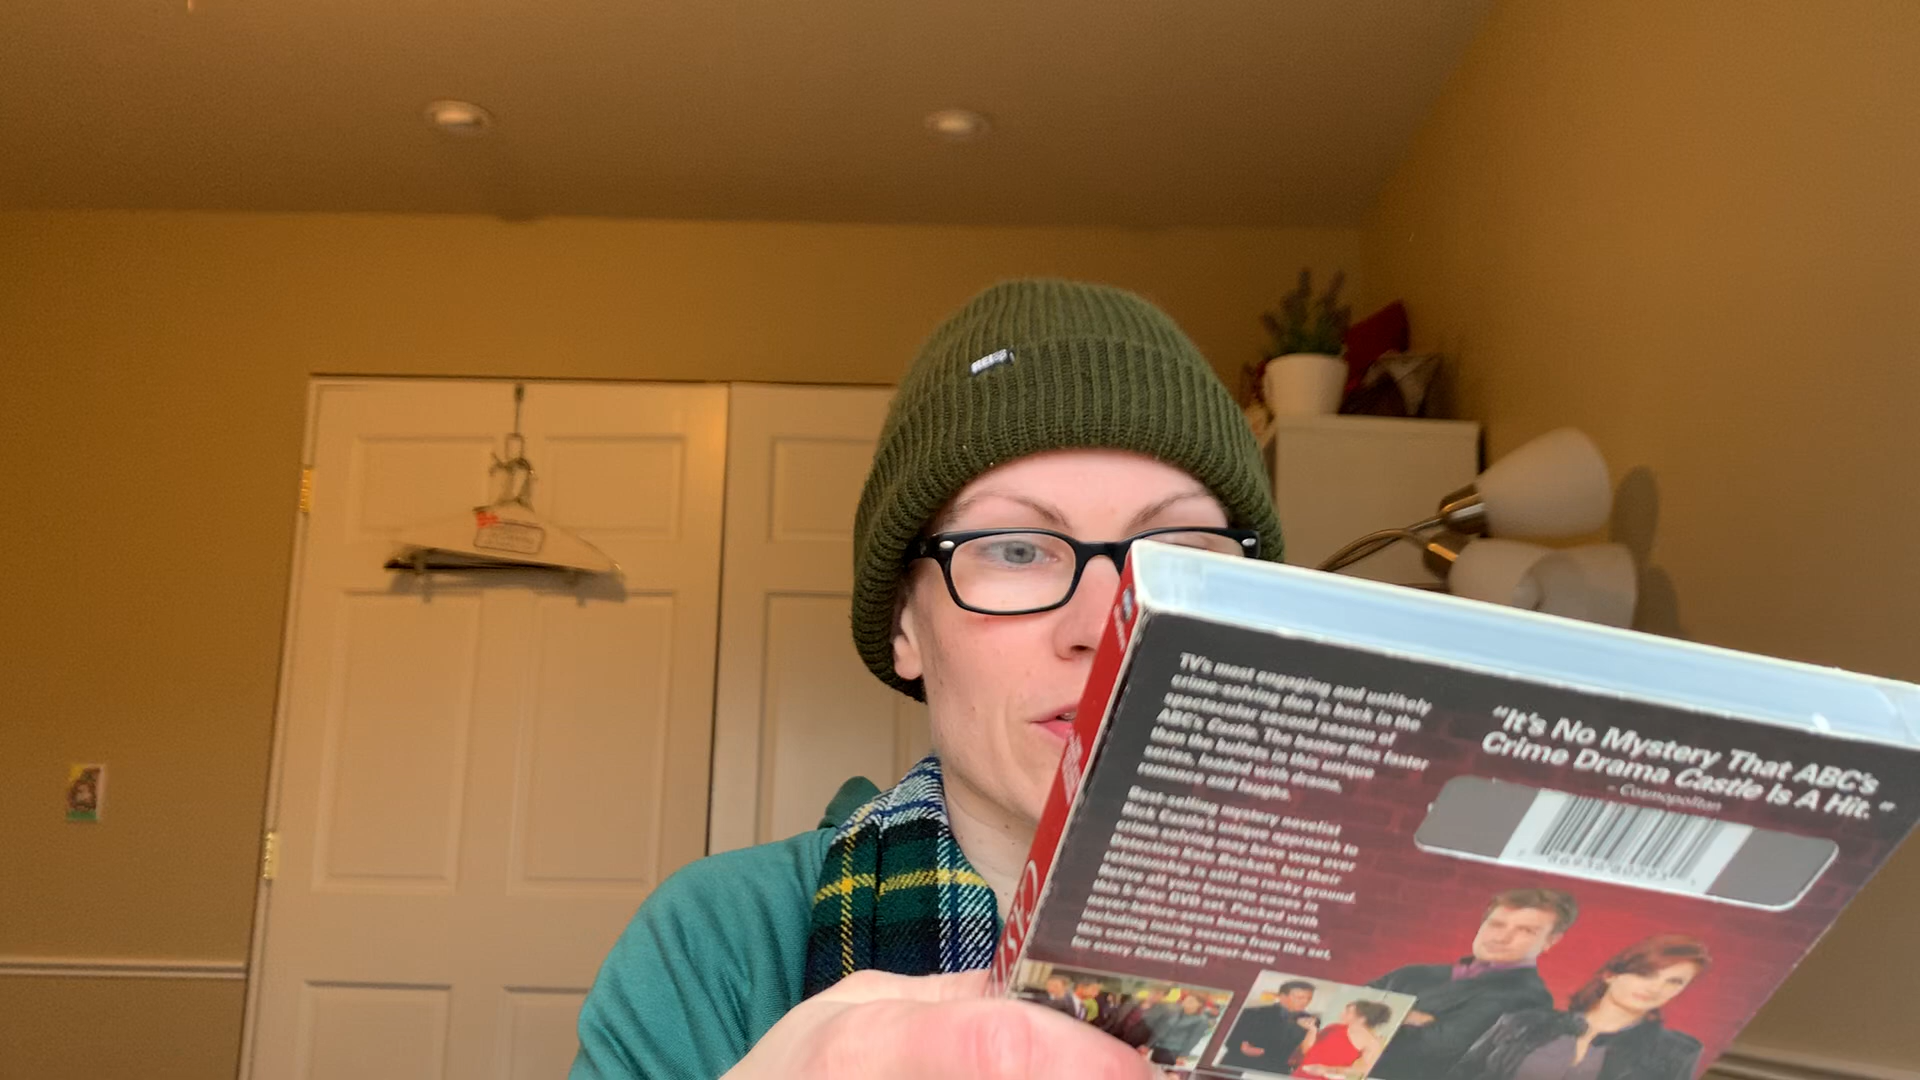 TV's most engaging and unlikely
crime-solving duo is back in the
spectacular second season of
ABC's Castle. The banter flies faster
than the bullets in this unique
series, loaded with drama,
romance and laughs.
Best-selling mystery novelist
Rick Castle's unique approach to
crime solving may have won over
Detective Kate Beckett, but their
relationship is still on rocky ground.
Relive all your favorite cases in
this 5-disc DVD set. Packed with
never-before-seen bonus features,
including inside secrets from the set,
this collection is a must-have
for every Castle fan!
"It's No Mystery That ABC's
Crime Drama Castle Is A Hit."
- Cosmopolitan